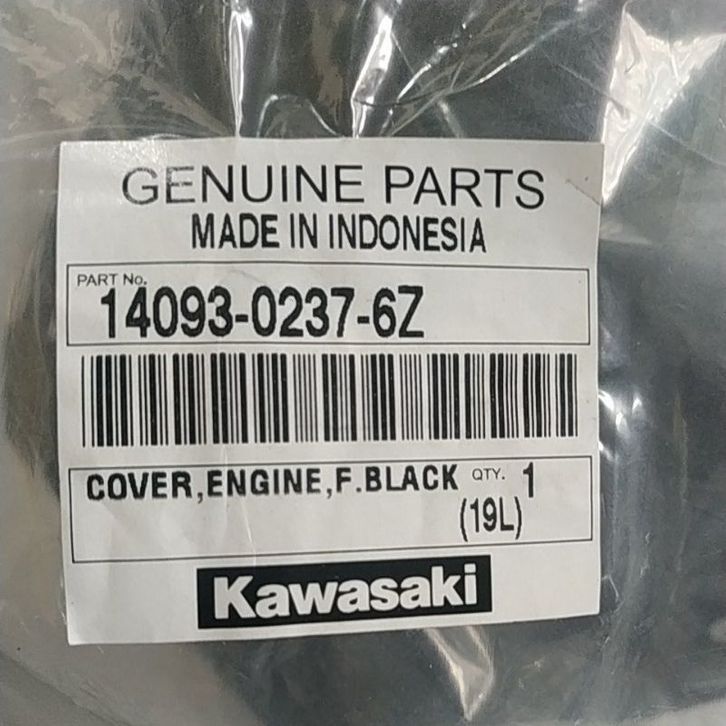 GENUINE PARTS
MADE IN INDONESIA
PART No.
14093-0237-6Z
COVER,ENGINE,F.BLACK QTY. 1
(19L)
Kawasaki